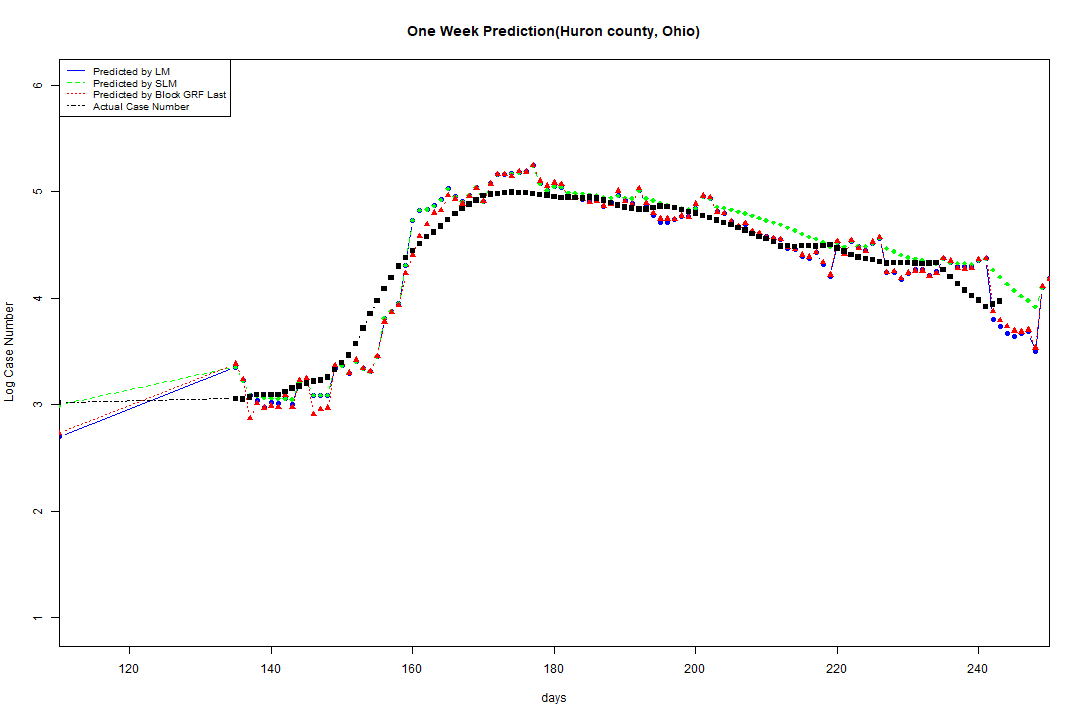 One Week Prediction(Huron county, Ohio)
Predicted by LM
Predicted by SLM
Predicted by Block GRF Last
Actual Case Number
6
5
4
3
2
1
Log Case Number
120 140 160 180 200 220 240
days